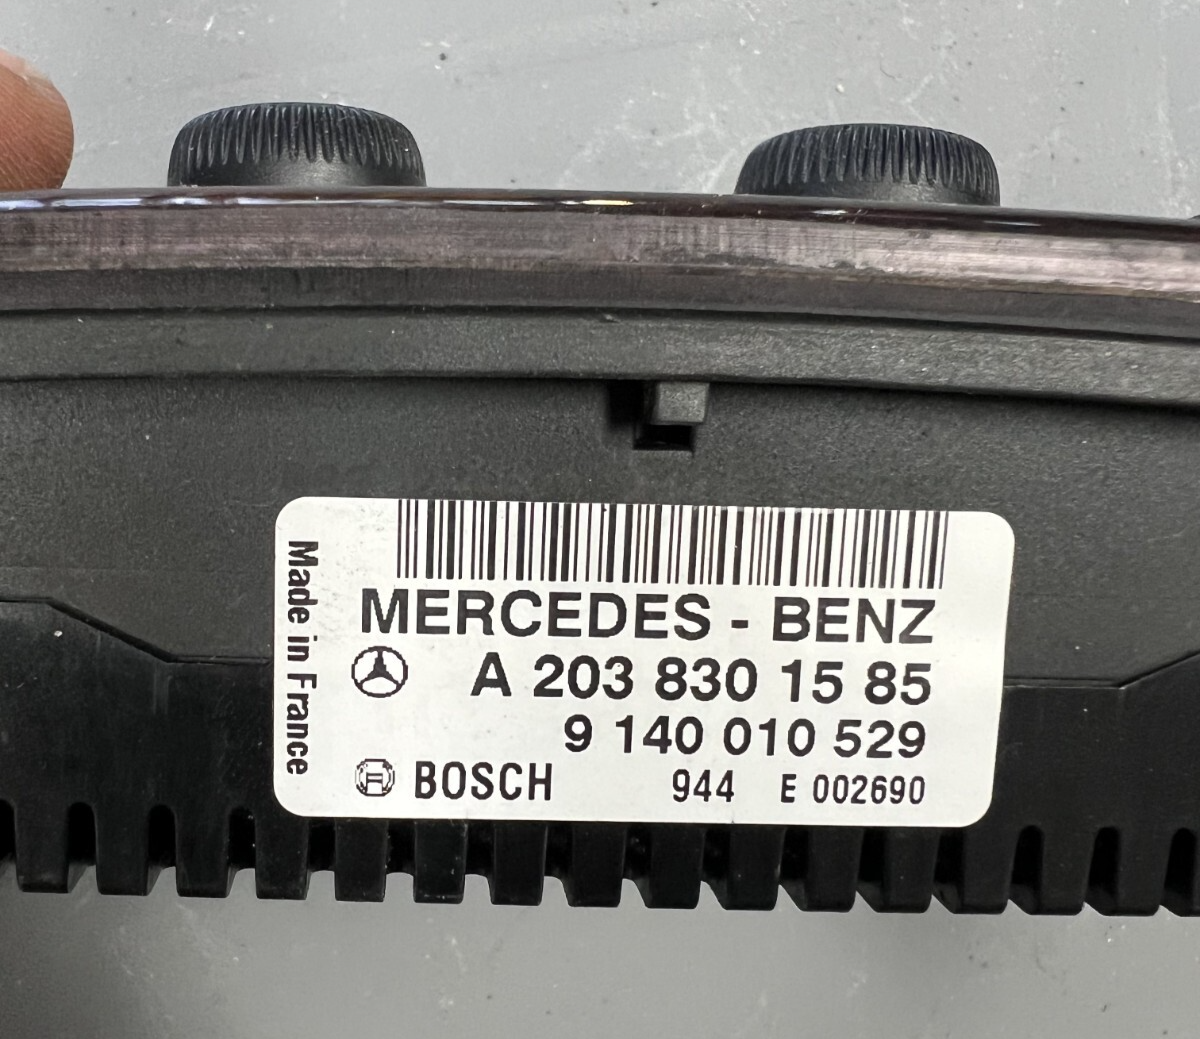 Made in France
MERCEDES - BENZ
A 203 830 15 85
9 140 010 529
BOSCH 944 E 002690